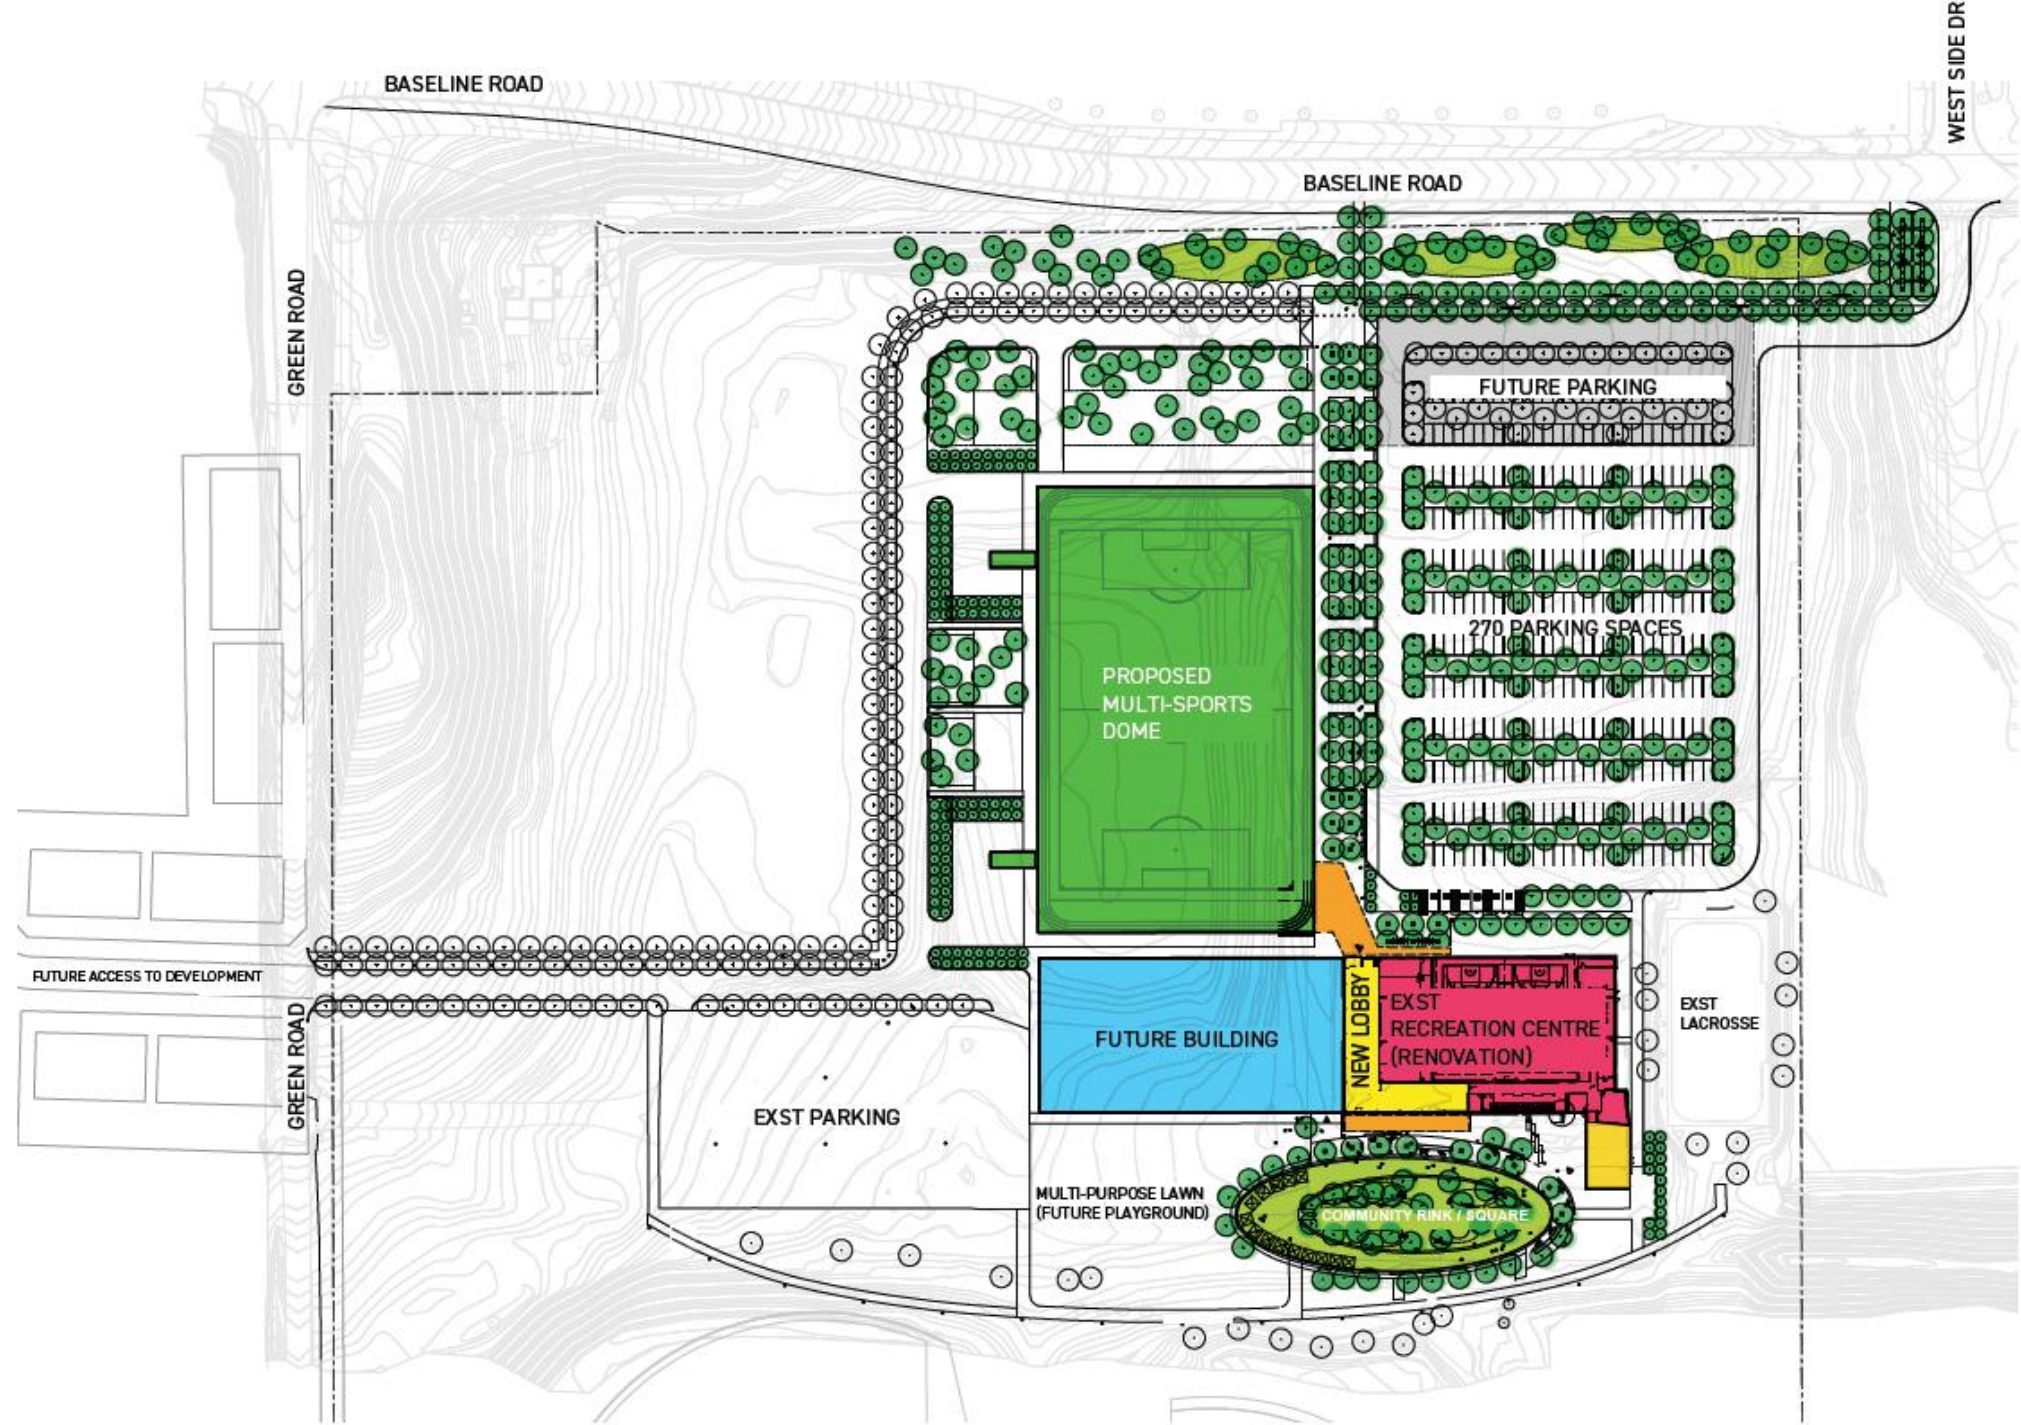 WEST SIDE DR
BASELINE ROAD
BASELINE ROAD
GREEN ROAD
FUTURE PARKING
270 PARKING SPACES
PROPOSED
MULTI-SPORTS
DOME
FUTURE ACCESS TO DEVELOPMENT
GREEN ROAD
FUTURE BUILDING
NEW LOBBY
EXST
RECREATION CENTRE
(RENOVATION)
EXST
LACROSSE
EXST PARKING
MULTI-PURPOSE LAWN
(FUTURE PLAYGROUND)
COMMUNITY RINK / SQUARE